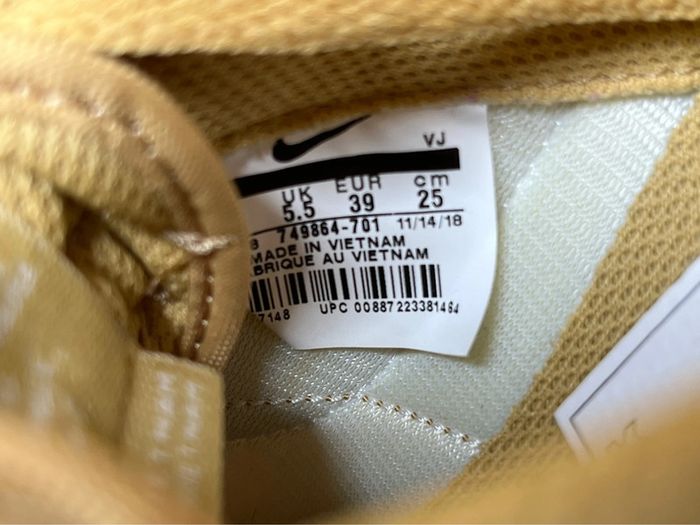 VJ
UK EUR cm
5.5 39 25
749864-701 11/14/18
MADE IN VIETNAM
BRIQUE AU VIETNAM
7148 UPC 00887223381464